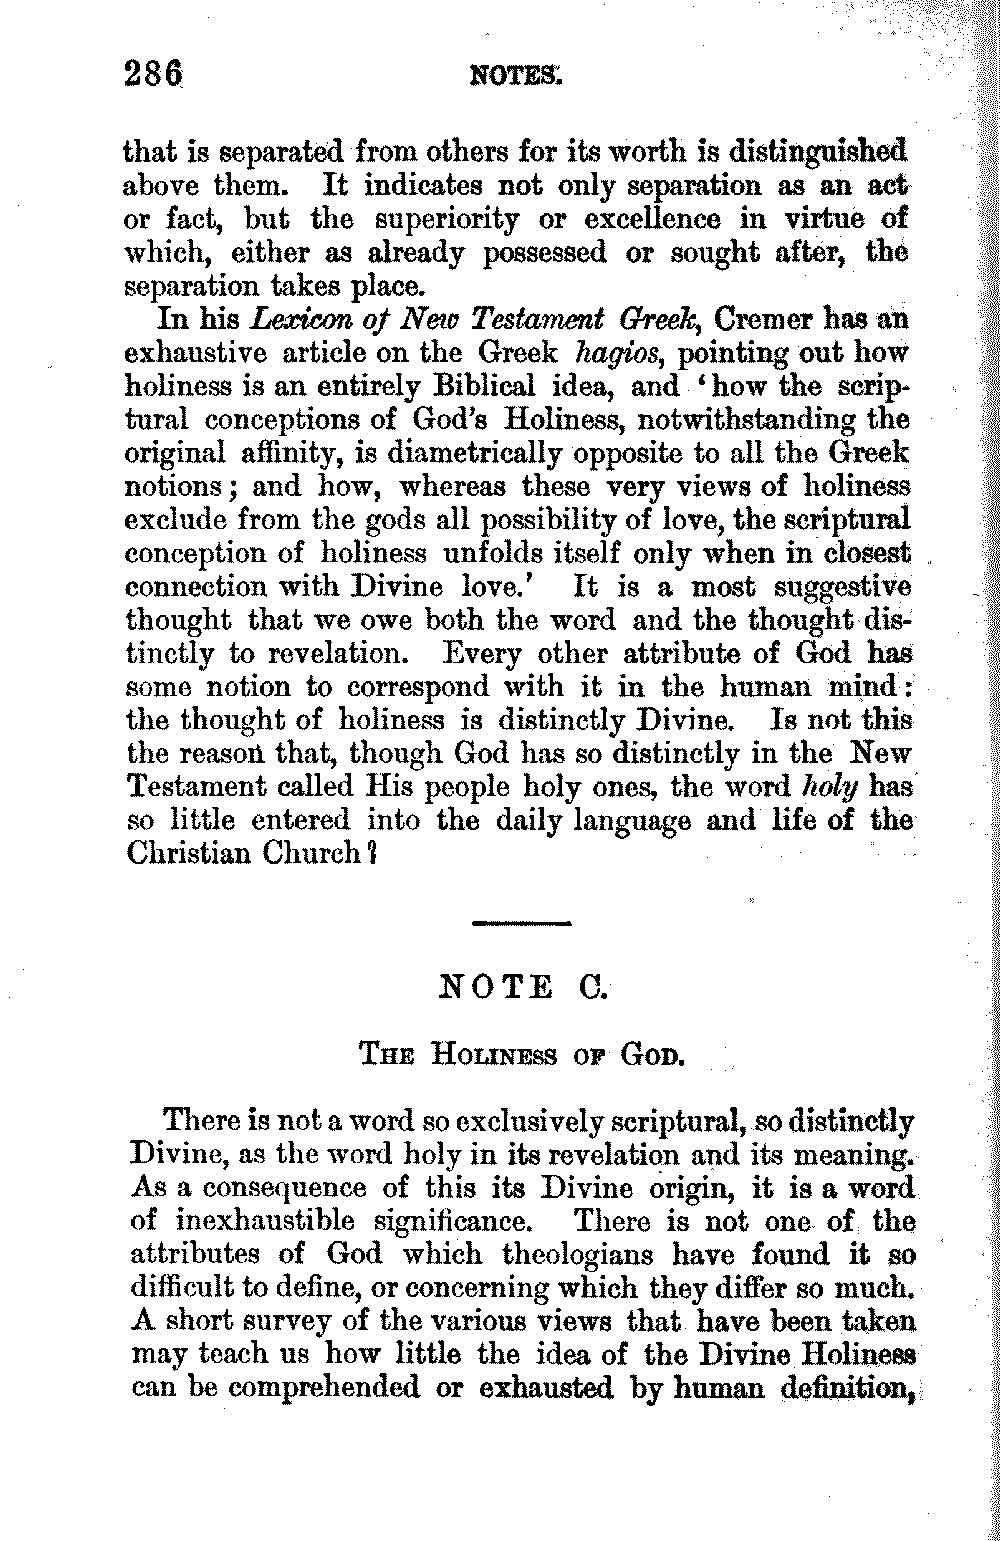 286 NOTES.
that is separated from others for its worth is distinguished
above them. It indicates not only separation as an act
or fact, but the superiority or excellence in virtue of
which, either as already possessed or sought after, the
separation takes place.
In his Lexicon of New Testament Greek, Cremer has an
exhaustive article on the Greek hagios, pointing out how
holiness is an entirely Biblical idea, and ‘how the scrip-
tural conceptions of God's Holiness, notwithstanding the
original affinity, is diametrically opposite to all the Greek
notions; and how, whereas these very views of holiness
exclude from the gods all possibility of love, the scriptural
conception of holiness unfolds itself only when in closest
connection with Divine love.’ It is a most suggestive
thought that we owe both the word and the thought dis-
tinctly to revelation. Every other attribute of God has
some notion to correspond with it in the human mind:
the thought of holiness is distinctly Divine. Is not this
the reason that, though God has so distinctly in the New
Testament called His people holy ones, the word holy has
so little entered into the daily language and life of the
Christian Church?
NOTE C.
THE HOLINESS OF GOD.
There is not a word so exclusively scriptural, so distinctly
Divine, as the word holy in its revelation and its meaning.
As a consequence of this its Divine origin, it is a word
of inexhaustible significance. There is not one of the
attributes of God which theologians have found it so
difficult to define, or concerning which they differ so much.
A short survey of the various views that have been taken
may teach us how little the idea of the Divine Holiness
can be comprehended or exhausted by human definition,